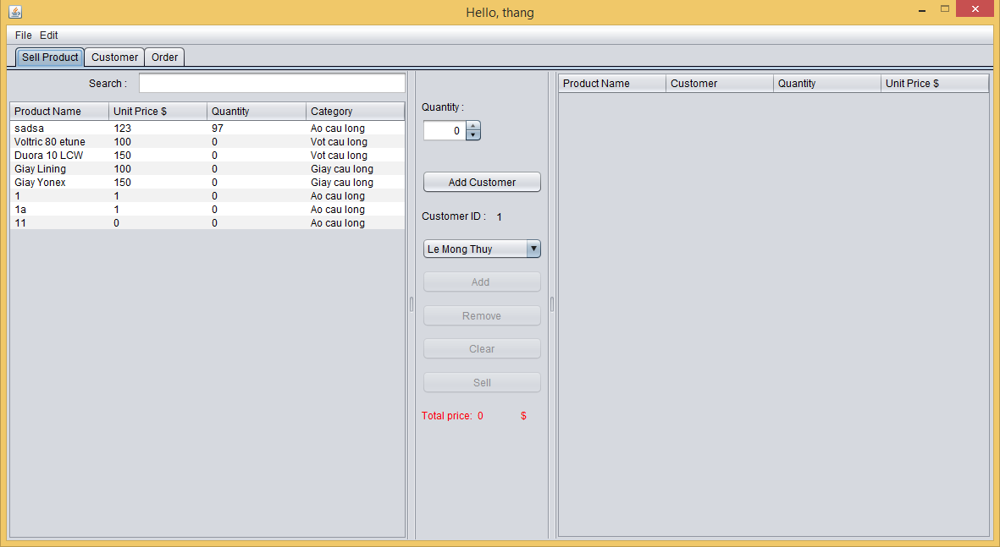 Hello, thang
File Edit
Sell Product Customer Order
Search :
Product Name Unit Price $ Quantity Category
sadsa 123 97 Ao cau long
Voltric 80 etune 100 0 Vot cau long
Duora 10 LCW 150 0 Vot cau long
Giay Lining 100 0 Giay cau long
Giay Yonex 150 0 Giay cau long
1 1 0 Ao cau long
1a 1 0 Ao cau long
11 0 0 Ao cau long
Quantity :
0
Add Customer
Customer ID : 1
Le Mong Thuy
Add
Remove
Clear
Sell
Total price: 0 $
Product Name Customer Quantity Unit Price $